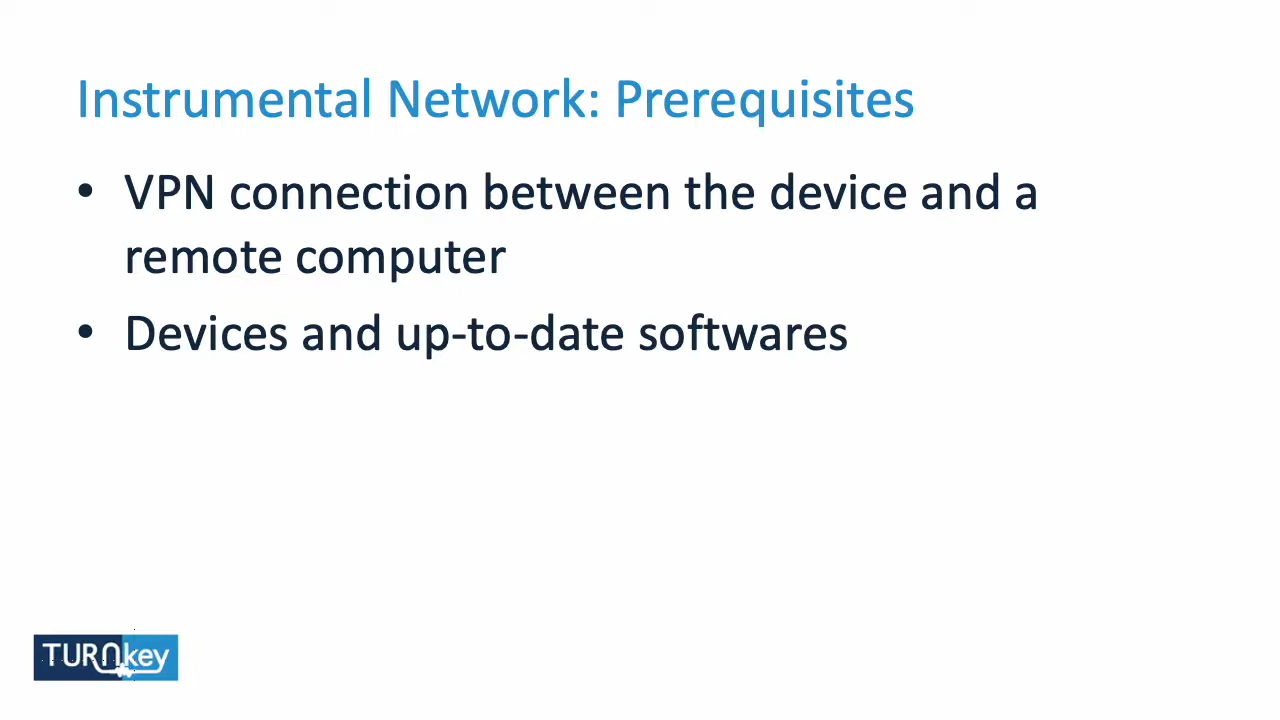 Instrumental Network: Prerequisites
• VPN connection between the device and a
remote computer
• Devices and up-to-date softwares
TURNkey